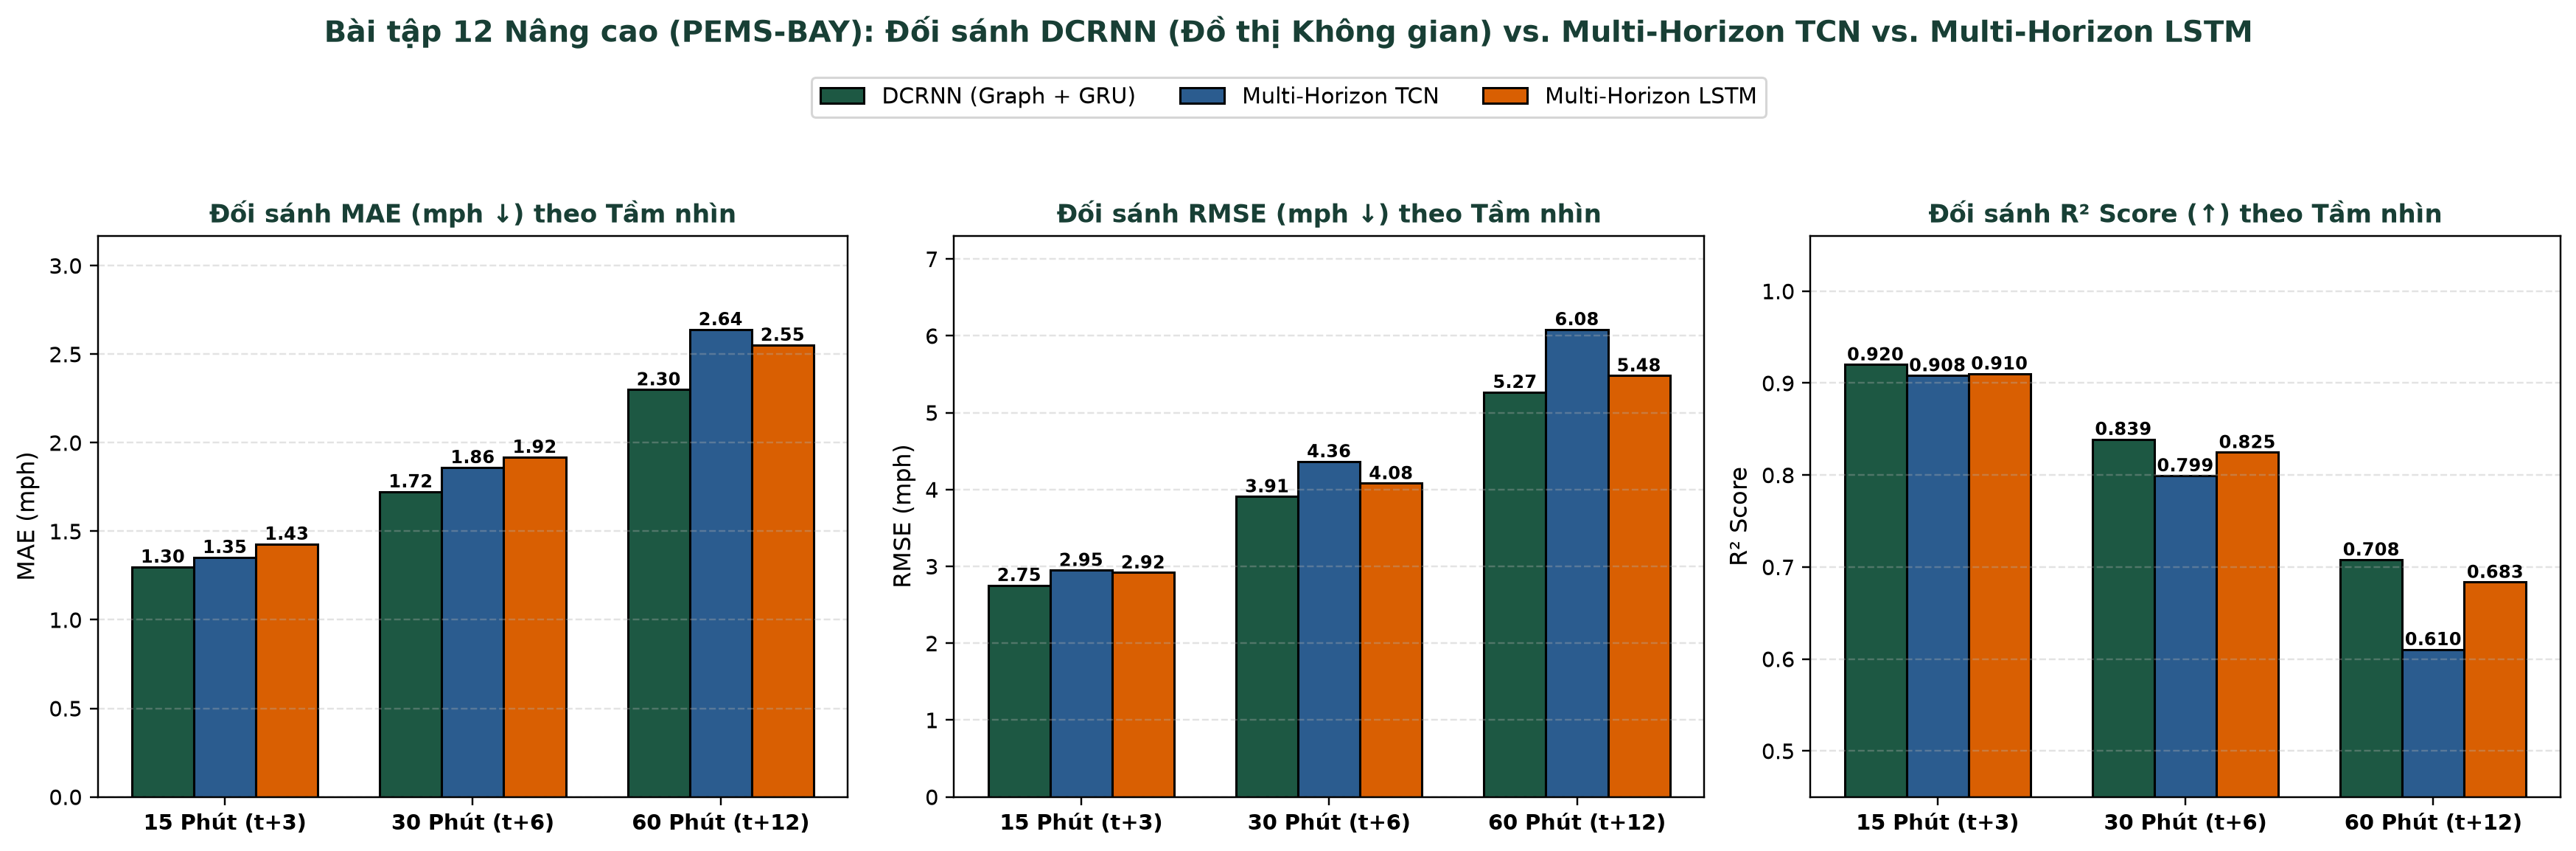 Bài tập 12 Nâng cao (PEMS-BAY): Đối sánh DCRNN (Đồ thị Không gian) vs. Multi-Horizon TCN vs. Multi-Horizon LSTM
DCRNN (Graph + GRU)
Multi-Horizon TCN
Multi-Horizon LSTM
Đối sánh MAE (mph ↓) theo Tầm nhìn
MAE (mph)
3.0
2.5
2.0
1.5
1.0
0.5
0.0
1.30
1.35
1.43
1.72
1.86
1.92
2.30
2.64
2.55
15 Phút (t+3)
30 Phút (t+6)
60 Phút (t+12)
Đối sánh RMSE (mph ↓) theo Tầm nhìn
RMSE (mph)
7
6
5
4
3
2
1
0
2.75
2.95
2.92
3.91
4.36
4.08
5.27
6.08
5.48
15 Phút (t+3)
30 Phút (t+6)
60 Phút (t+12)
Đối sánh R² Score (↑) theo Tầm nhìn
R² Score
1.0
0.9
0.8
0.7
0.6
0.5
0.920
0.908
0.910
0.839
0.799
0.825
0.708
0.610
0.683
15 Phút (t+3)
30 Phút (t+6)
60 Phút (t+12)